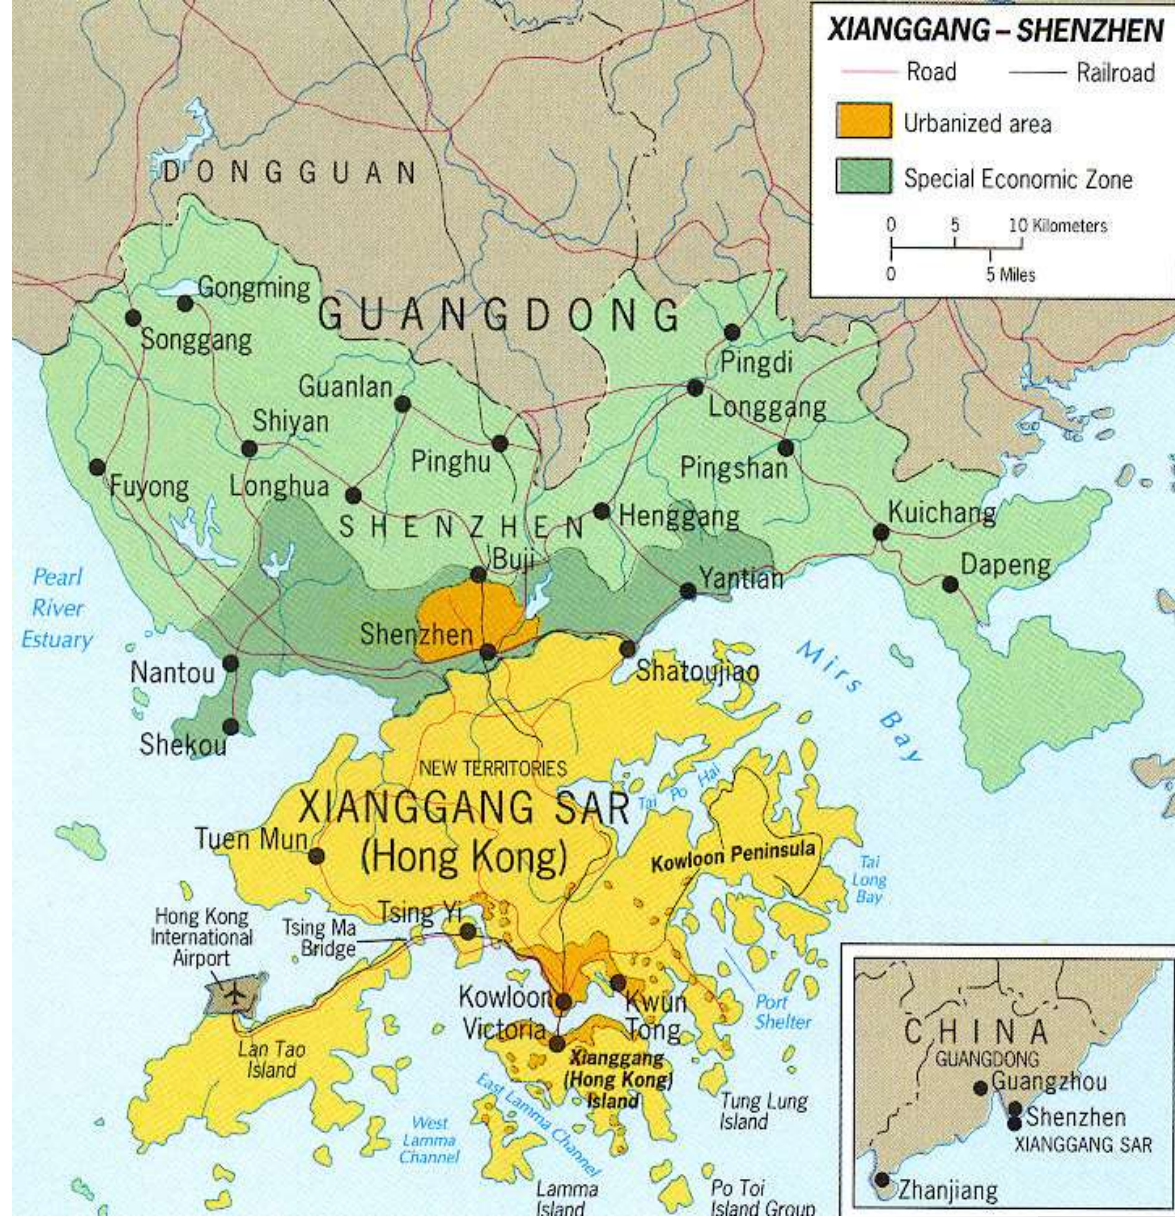 XIANGGANG – SHENZHEN
Road
Railroad
Urbanized area
Special Economic Zone
0 5 10 Kilometers
0 5 Miles
DONGGUAN
GUANGDONG
Gongming
Songgang
Pingdi
Guanlan
Longgang
Shiyan
Pinghu
Pingshan
Fuyong
Longhua
Kuichang
SHENZHEN
Henggang
Buji
Dapeng
Yantian
Pearl
River
Estuary
Shenzhen
Nantou
Shatoujiao
Mirs Bay
Shekou
NEW TERRITORIES
Tai Po Hai
XIANGGANG SAR
(Hong Kong)
Tuen Mun
Kowloon Peninsula
Tai
Long
Bay
Hong Kong
International
Airport
Tsing Ma
Bridge
Tsing Yi
Kowloon
Kwun
Tong
Victoria
Port
Shelter
Lan Tao
Island
Xianggang
(Hong Kong)
Island
East Lamma Channel
West
Lamma
Channel
Tung Lung
Island
Lamma
Island
Po Toi
Island Group
CHINA
GUANGDONG
Guangzhou
Shenzhen
XIANGGANG SAR
Zhanjiang